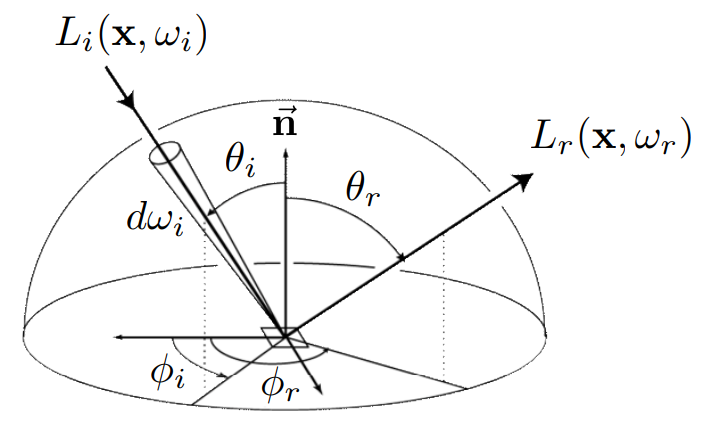 L_i(𝐱, ω_i)
𝐧⃗
L_r(𝐱, ω_r)
θ_i
θ_r
dω_i
ϕ_i
ϕ_r